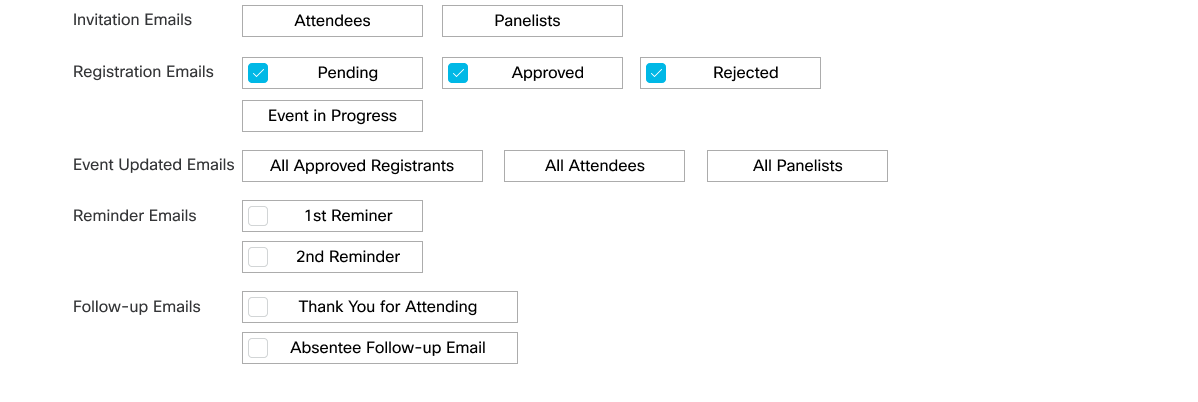 Invitation Emails Attendees Panelists
Registration Emails Pending Approved Rejected
Event in Progress
Event Updated Emails All Approved Registrants All Attendees All Panelists
Reminder Emails 1st Reminer
2nd Reminder
Follow-up Emails Thank You for Attending
Absentee Follow-up Email